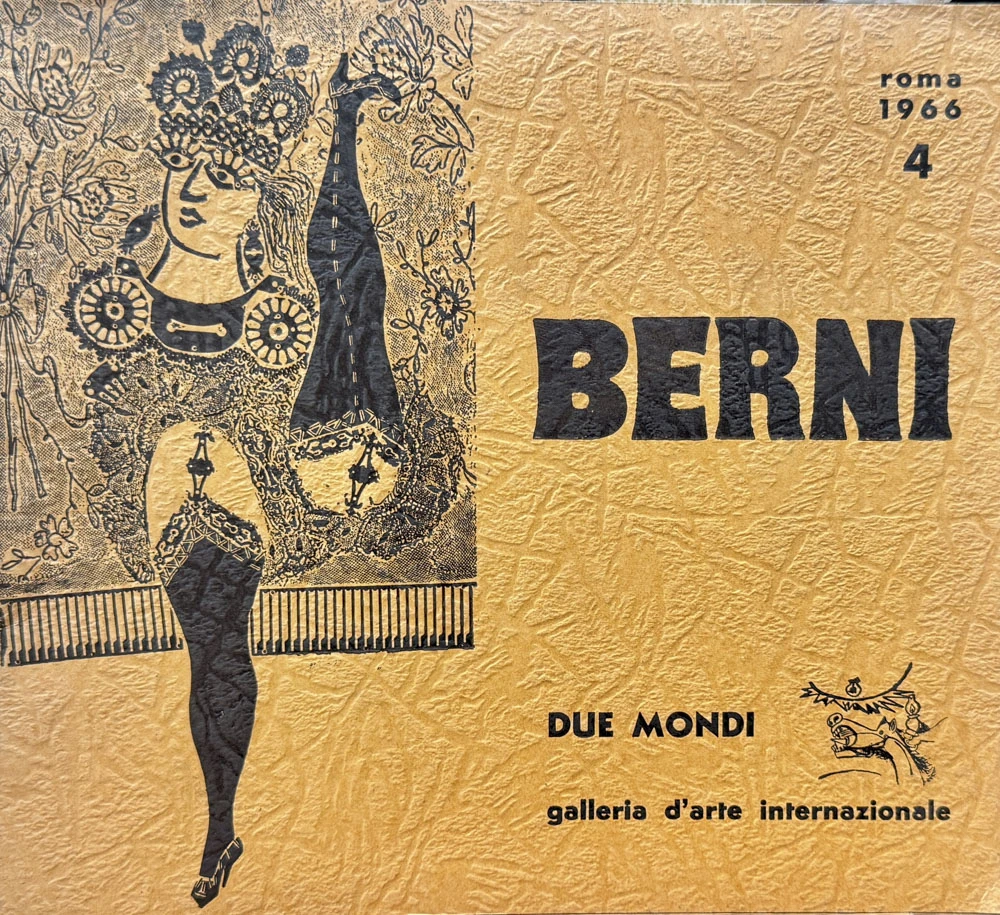 roma
1966
4
BERNI
DUE MONDI
galleria d'arte internazionale